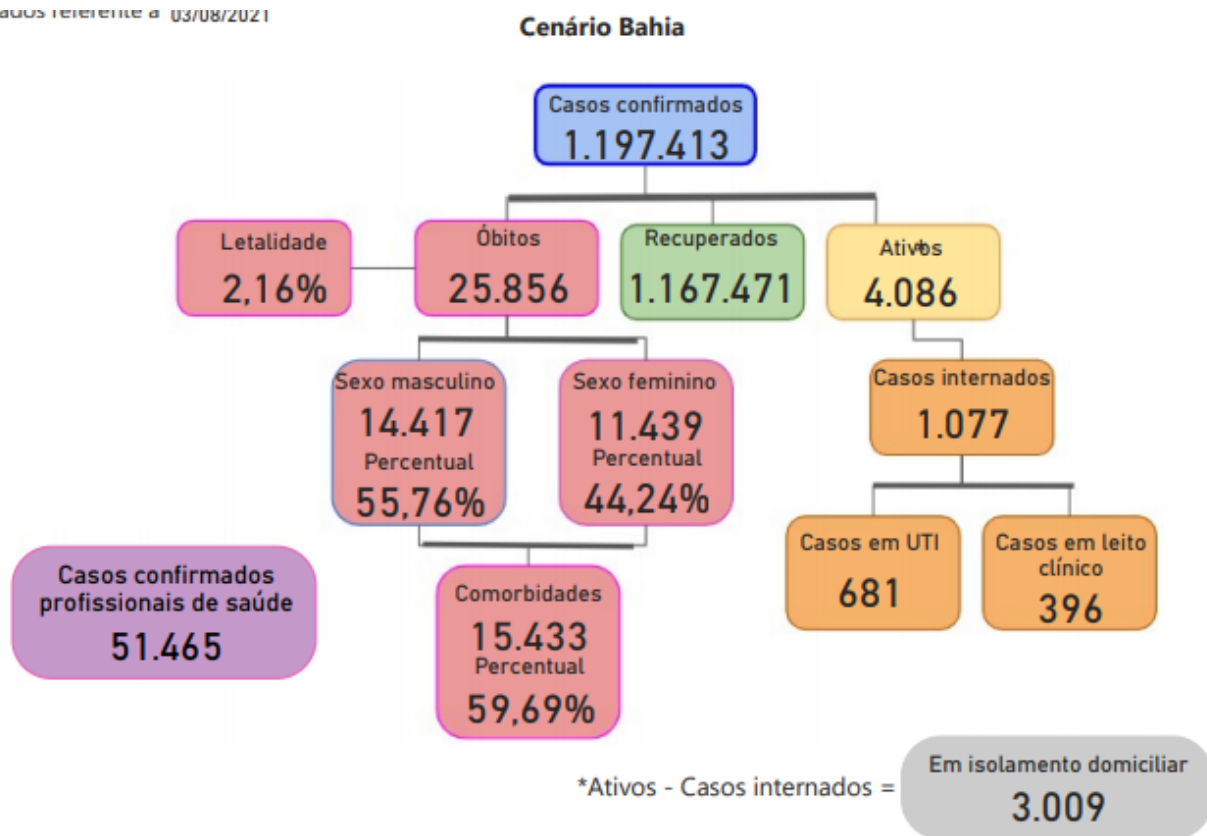 ados referente a 03/08/2021
Cenário Bahia
Casos confirmados
1.197.413
Letalidade
2,16%
Óbitos
25.856
Recuperados
1.167.471
Ativos*
4.086
Sexo masculino
14.417
Percentual
55,76%
Sexo feminino
11.439
Percentual
44,24%
Casos internados
1.077
Casos em UTI
681
Casos em leito
clínico
396
Casos confirmados
profissionais de saúde
51.465
Comorbidades
15.433
Percentual
59,69%
*Ativos - Casos internados =
Em isolamento domiciliar
3.009